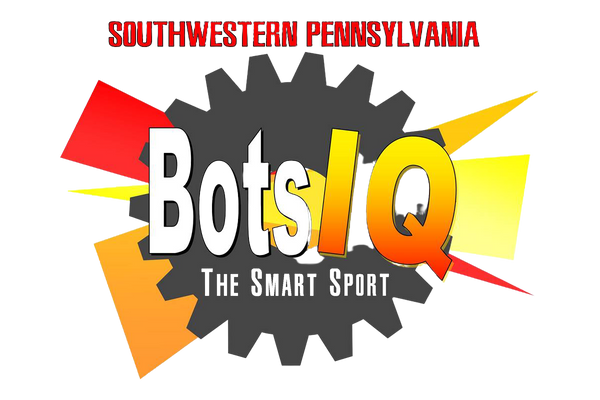 SOUTHWESTERN PENNSYLVANIA
BotsIQ
THE SMART SPORT